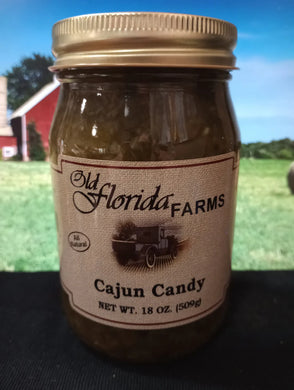 Old
Florida FARMS
All
Natural
Cajun Candy
NET WT. 18 OZ. (509g)